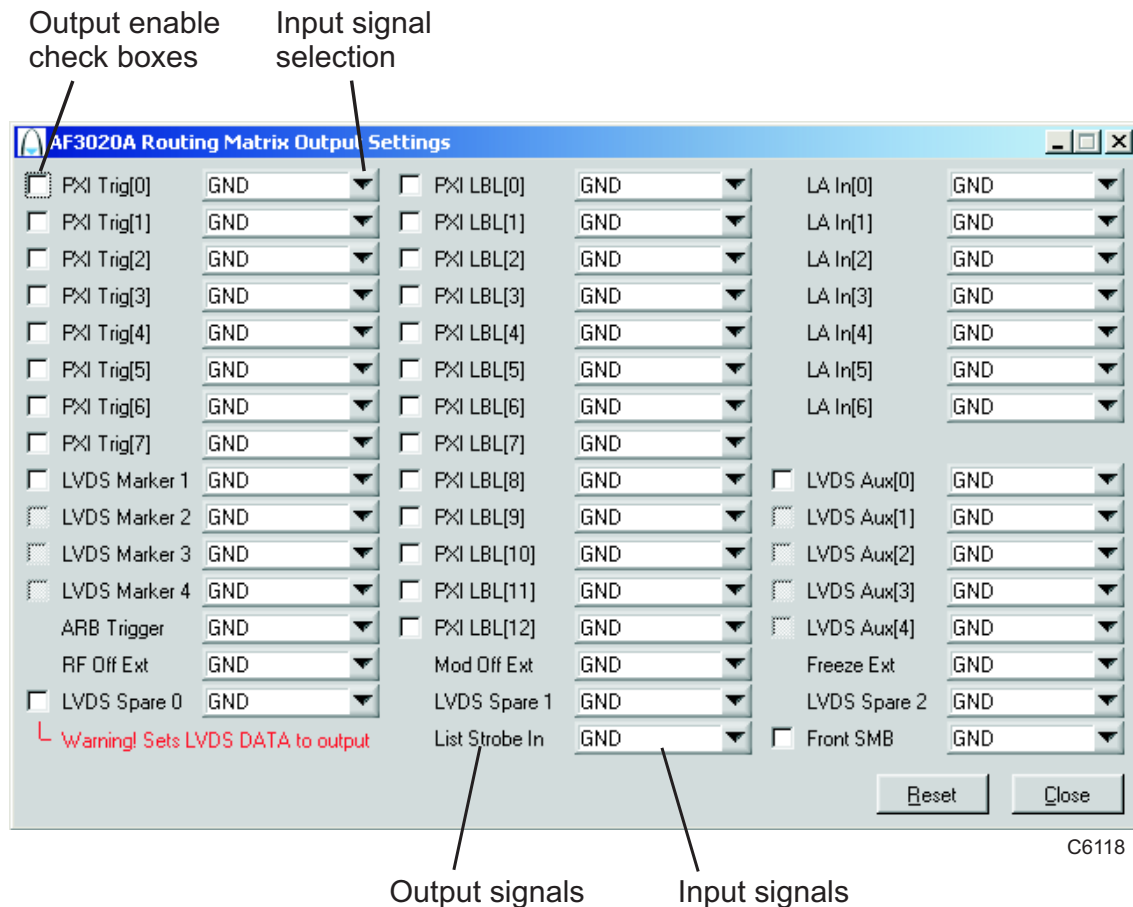 Output enable check boxes
Input signal selection
AF3020A Routing Matrix Output Settings
PXI Trig[0] GND PXI LBL[0] GND LA In[0] GND
PXI Trig[1] GND PXI LBL[1] GND LA In[1] GND
PXI Trig[2] GND PXI LBL[2] GND LA In[2] GND
PXI Trig[3] GND PXI LBL[3] GND LA In[3] GND
PXI Trig[4] GND PXI LBL[4] GND LA In[4] GND
PXI Trig[5] GND PXI LBL[5] GND LA In[5] GND
PXI Trig[6] GND PXI LBL[6] GND LA In[6] GND
PXI Trig[7] GND PXI LBL[7] GND
LVDS Marker 1 GND PXI LBL[8] GND LVDS Aux[0] GND
LVDS Marker 2 GND PXI LBL[9] GND LVDS Aux[1] GND
LVDS Marker 3 GND PXI LBL[10] GND LVDS Aux[2] GND
LVDS Marker 4 GND PXI LBL[11] GND LVDS Aux[3] GND
ARB Trigger GND PXI LBL[12] GND LVDS Aux[4] GND
RF Off Ext GND Mod Off Ext GND Freeze Ext GND
LVDS Spare 0 GND LVDS Spare 1 GND LVDS Spare 2 GND
Warning! Sets LVDS DATA to output List Strobe In GND Front SMB GND
Reset Close
C6118
Output signals Input signals